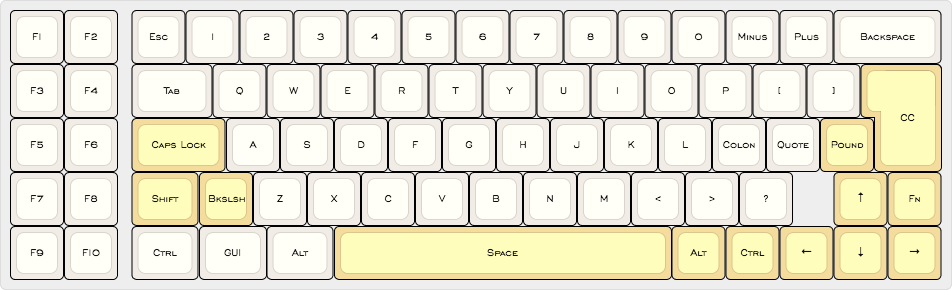 F1 F2 Esc 1 2 3 4 5 6 7 8 9 0 Minus Plus Backspace
F3 F4 Tab Q W E R T Y U I O P [ ] CC
F5 F6 Caps Lock A S D F G H J K L Colon Quote Pound
F7 F8 Shift Bkslsh Z X C V B N M < > ? ↑ Fn
F9 F10 Ctrl GUI Alt Space Alt Ctrl ← ↓ →